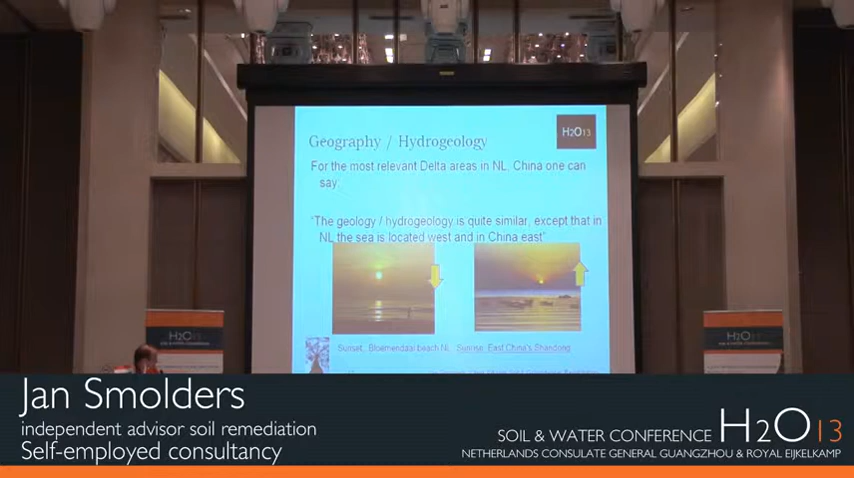 Geography / Hydrogeology
H2O13
For the most relevant Delta areas in NL, China one can
say:
"The geology / hydrogeology is quite similar, except that in
NL the sea is located west and in China east"
Sunset, Bloemendaal beach NL, Sunrise: East China's Shandong
H2O13
H2O13
Jan Smolders
independent advisor soil remediation
Self-employed consultancy
SOIL & WATER CONFERENCE H2O13
NETHERLANDS CONSULATE GENERAL GUANGZHOU & ROYAL EIJKELKAMP